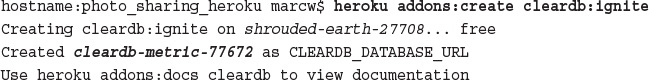 hostname:photo_sharing_heroku marcw$ heroku addons:create cleardb:ignite
Creating cleardb:ignite on shrouded-earth-27708... free
Created cleardb-metric-77672 as CLEARDB_DATABASE_URL
Use heroku addons:docs cleardb to view documentation